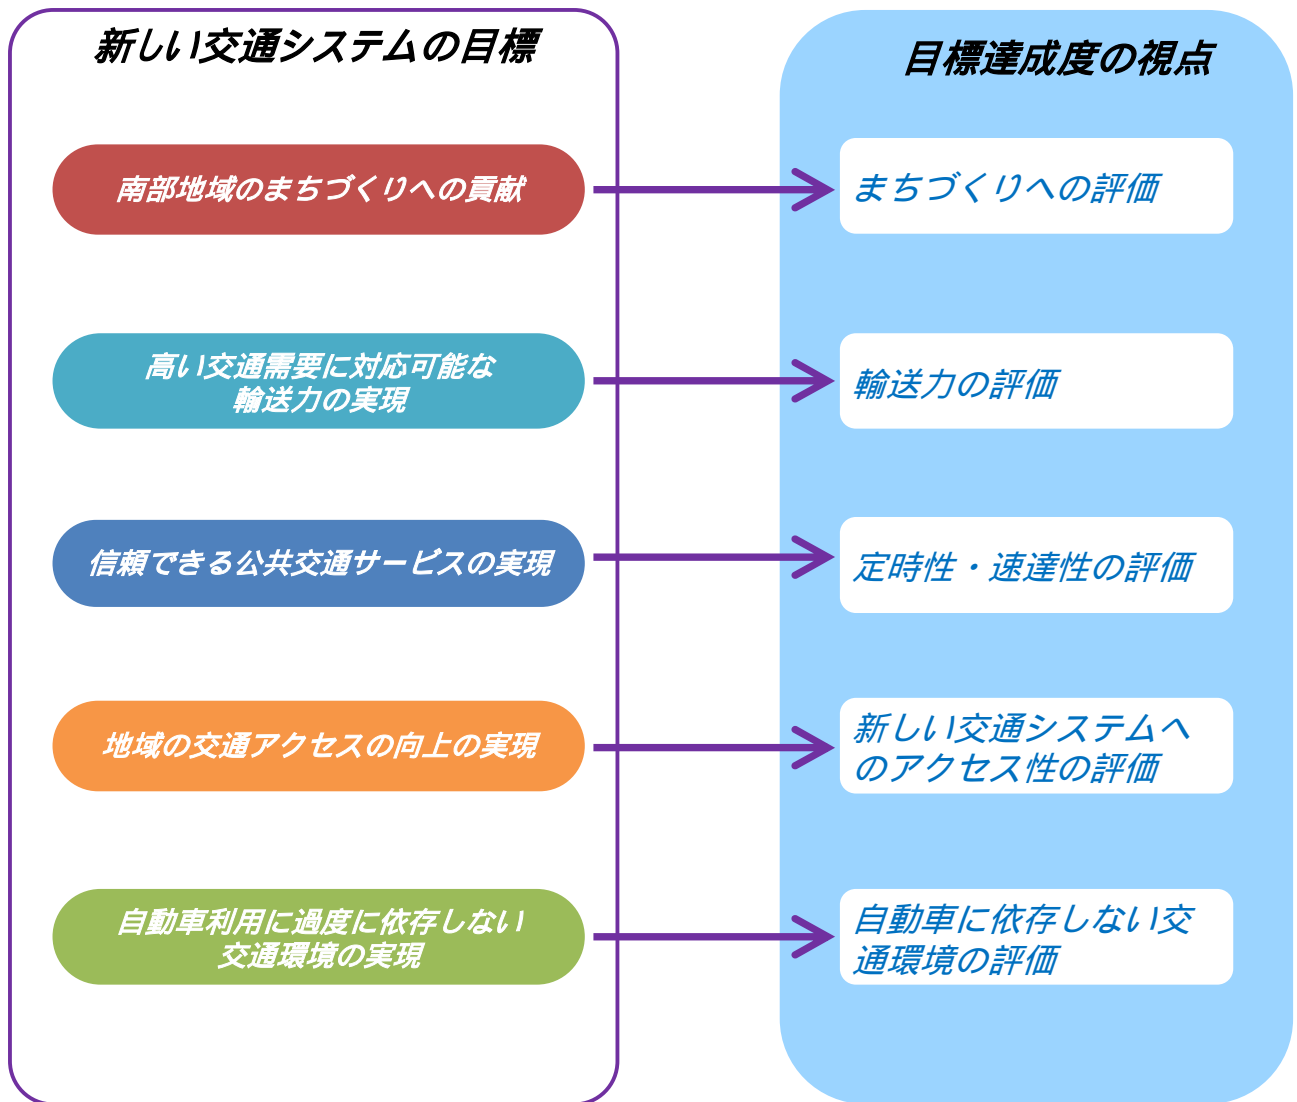 新しい交通システムの目標
南部地域のまちづくりへの貢献
高い交通需要に対応可能な
輸送力の実現
信頼できる公共交通サービスの実現
地域の交通アクセスの向上の実現
自動車利用に過度に依存しない
交通環境の実現
目標達成度の視点
まちづくりへの評価
輸送力の評価
定時性・速達性の評価
新しい交通システムへ
のアクセス性の評価
自動車に依存しない交
通環境の評価